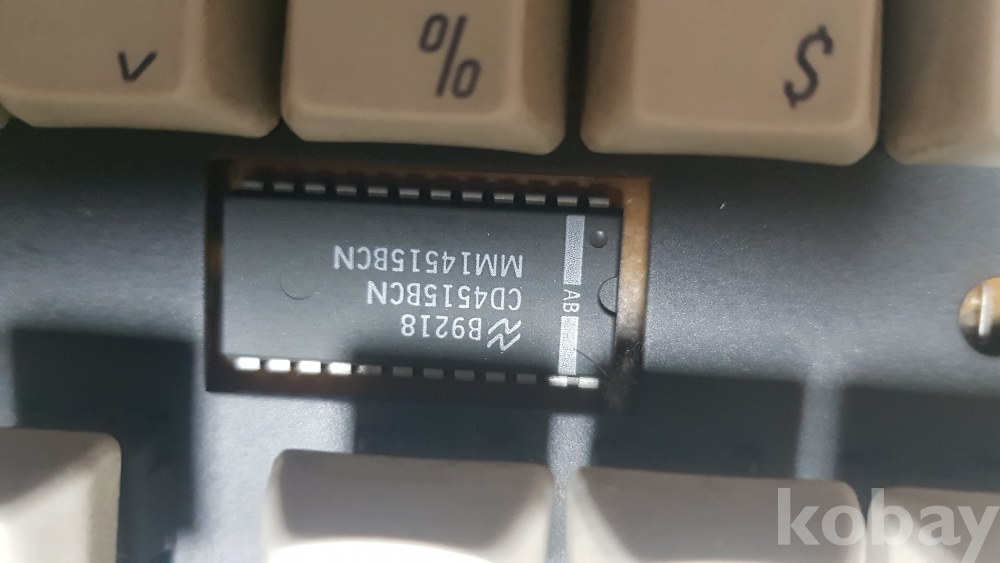 %
$
B9218
CD4515BCN
MM14515BCN
AB
kobay